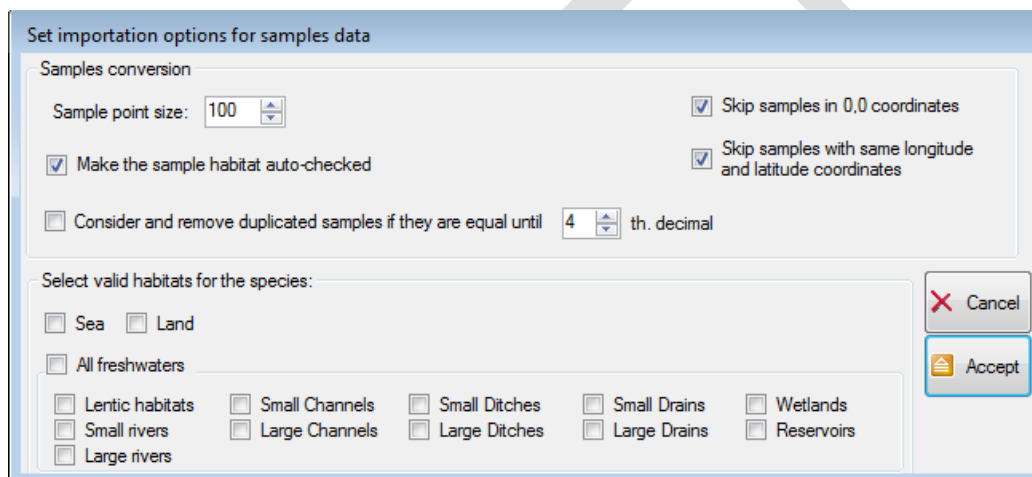 Set importation options for samples data
Samples conversion
Sample point size: 100
Skip samples in 0,0 coordinates
Make the sample habitat auto-checked
Skip samples with same longitude
and latitude coordinates
Consider and remove duplicated samples if they are equal until 4 th. decimal
Select valid habitats for the species:
Cancel
Sea Land
All freshwaters
Accept
Lentic habitats Small Channels Small Ditches Small Drains Wetlands
Small rivers Large Channels Large Ditches Large Drains Reservoirs
Large rivers